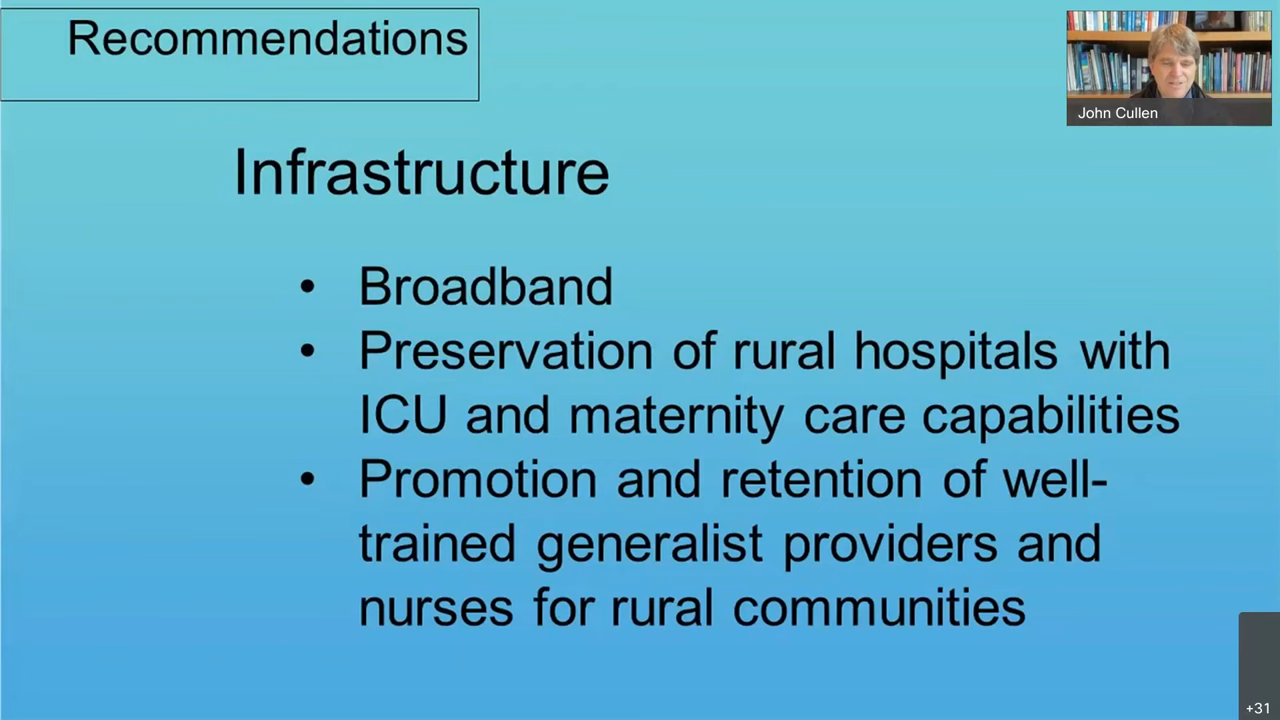 Recommendations
John Cullen
Infrastructure
• Broadband
• Preservation of rural hospitals with
ICU and maternity care capabilities
• Promotion and retention of well-
trained generalist providers and
nurses for rural communities
+31